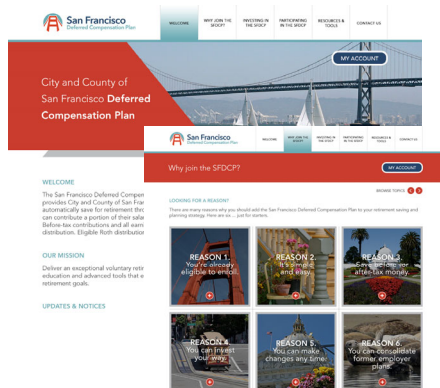 San Francisco
Deferred Compensation Plan
WELCOME
WHY JOIN THE
SFDCP?
INVESTING IN
THE SFDCP
PARTICIPATING
IN THE SFDCP
RESOURCES &
TOOLS
CONTACT US
MY ACCOUNT
City and County of
San Francisco Deferred
Compensation Plan
WELCOME
The San Francisco Deferred Compen
provides City and County of San Fran
automatically save for retirement thro
can contribute a portion of their sala
Before-tax contributions and all earn
distribution. Eligible Roth distribution
OUR MISSION
Deliver an exceptional voluntary retir
education and advanced tools that e
retirement goals.
UPDATES & NOTICES
San Francisco
Deferred Compensation Plan
WELCOME
WHY JOIN THE
SFDCP?
INVESTING IN
THE SFDCP
PARTICIPATING
IN THE SFDCP
RESOURCES &
TOOLS
CONTACT US
Why join the SFDCP?
MY ACCOUNT
BROWSE TOPICS
LOOKING FOR A REASON?
There are many reasons why you should add the San Francisco Deferred Compensation Plan to your retirement saving and
planning strategy. Here are six ... just for starters.
REASON 1.
You're already
eligible to enroll.
REASON 2.
It's simple
and easy.
REASON 3.
Save before or
after-tax money.
REASON 4.
You can invest
your way.
REASON 5.
You can make
changes any time.
REASON 6.
You can consolidate
former employer
plans.